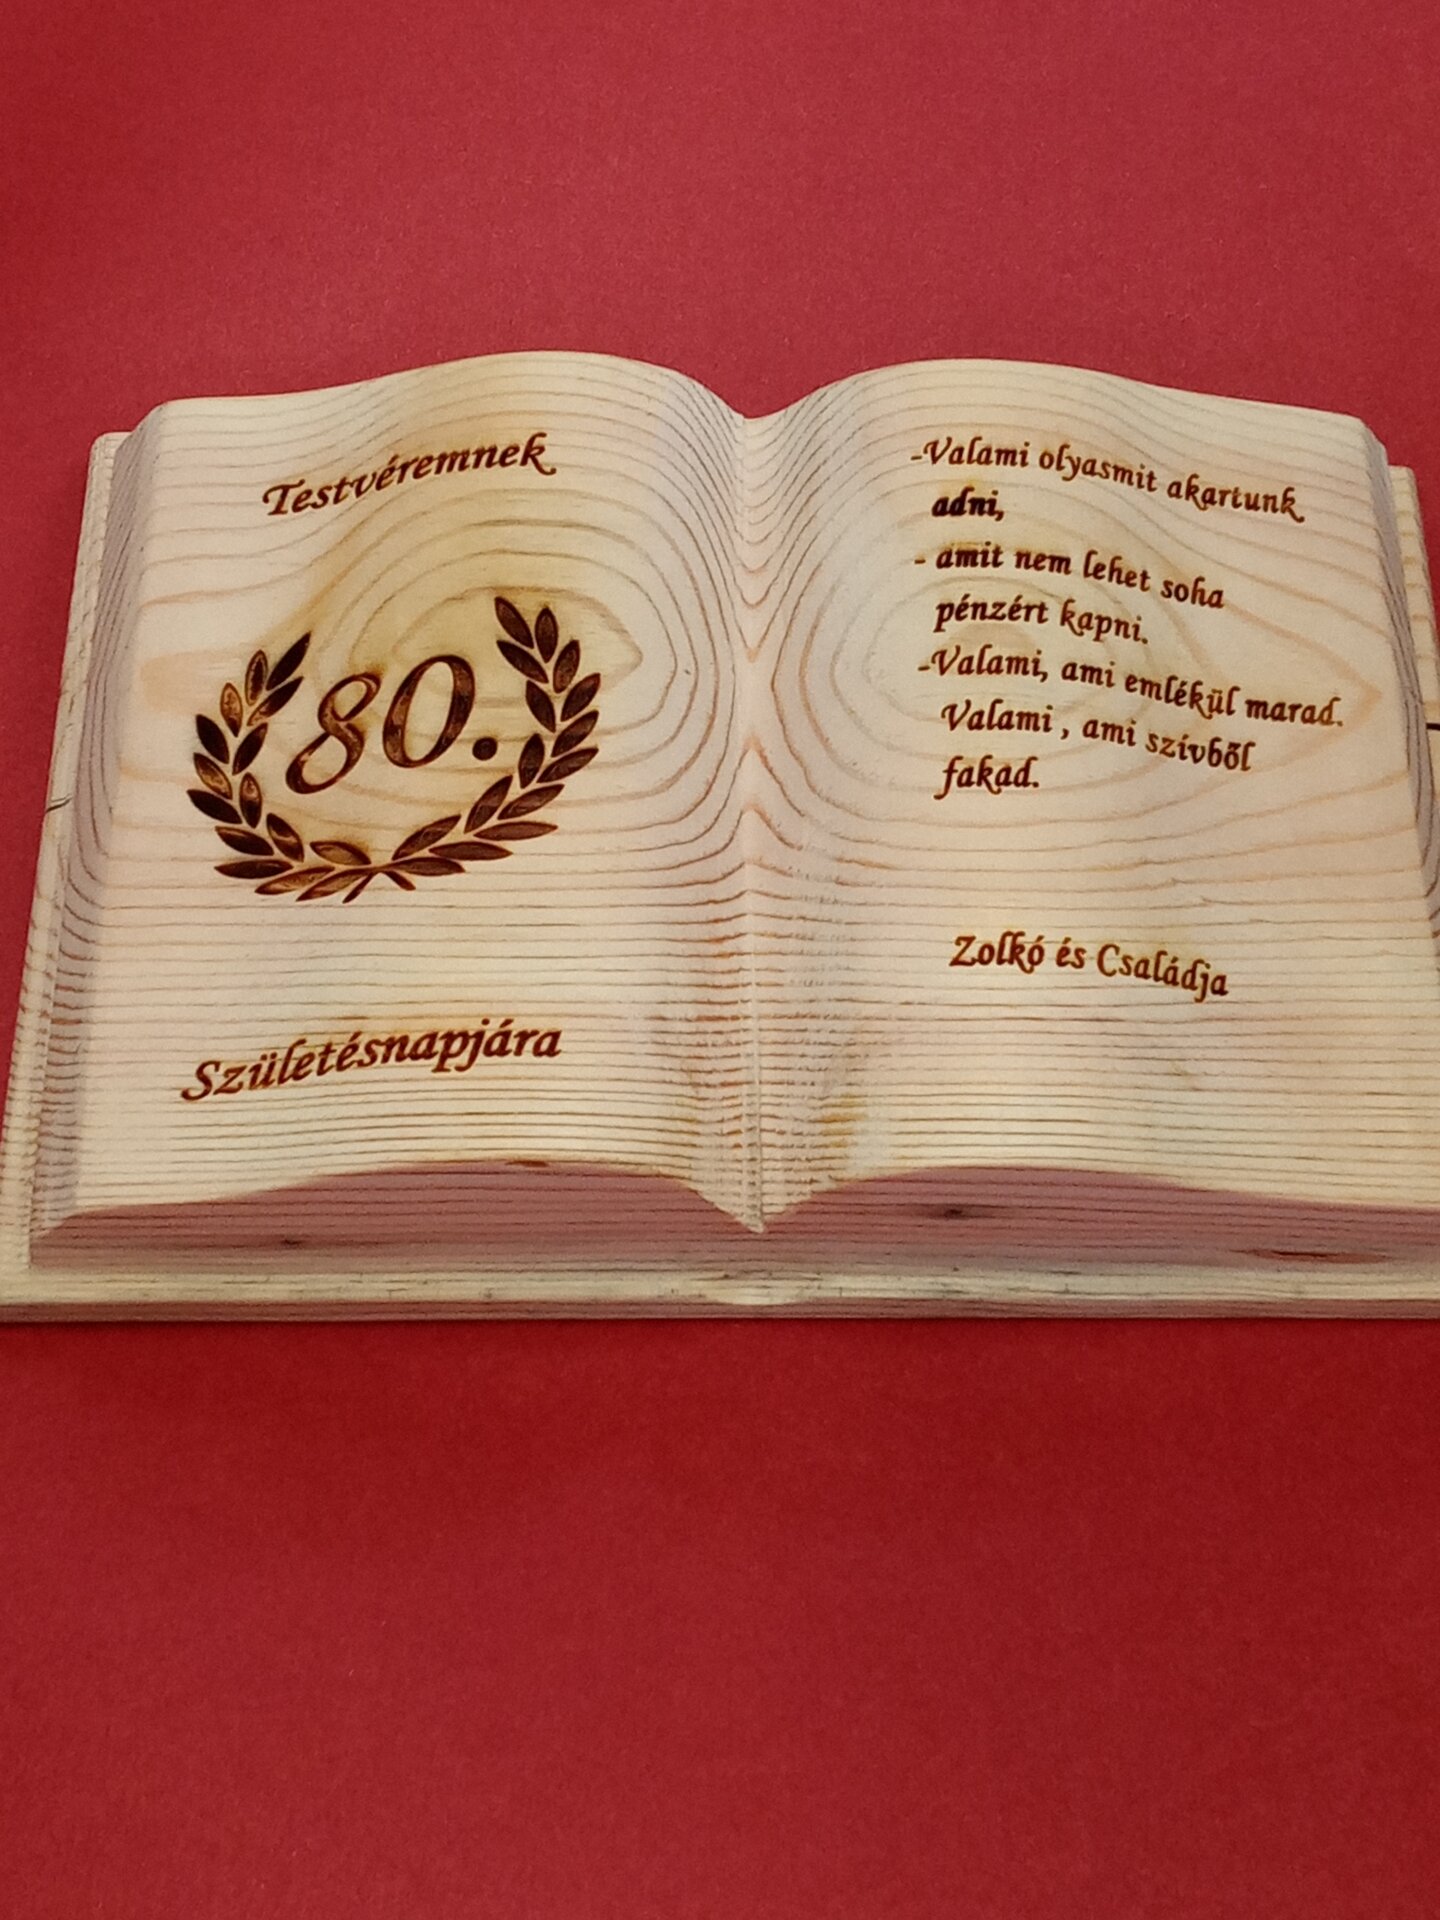 Testvéremnek
80.
Születésnapjára
-Valami olyasmit akartunk
adni,
- amit nem lehet soha
pénzért kapni.
-Valami, ami emlékül marad.
Valami , ami szívből
fakad.
Zolkó és Családja